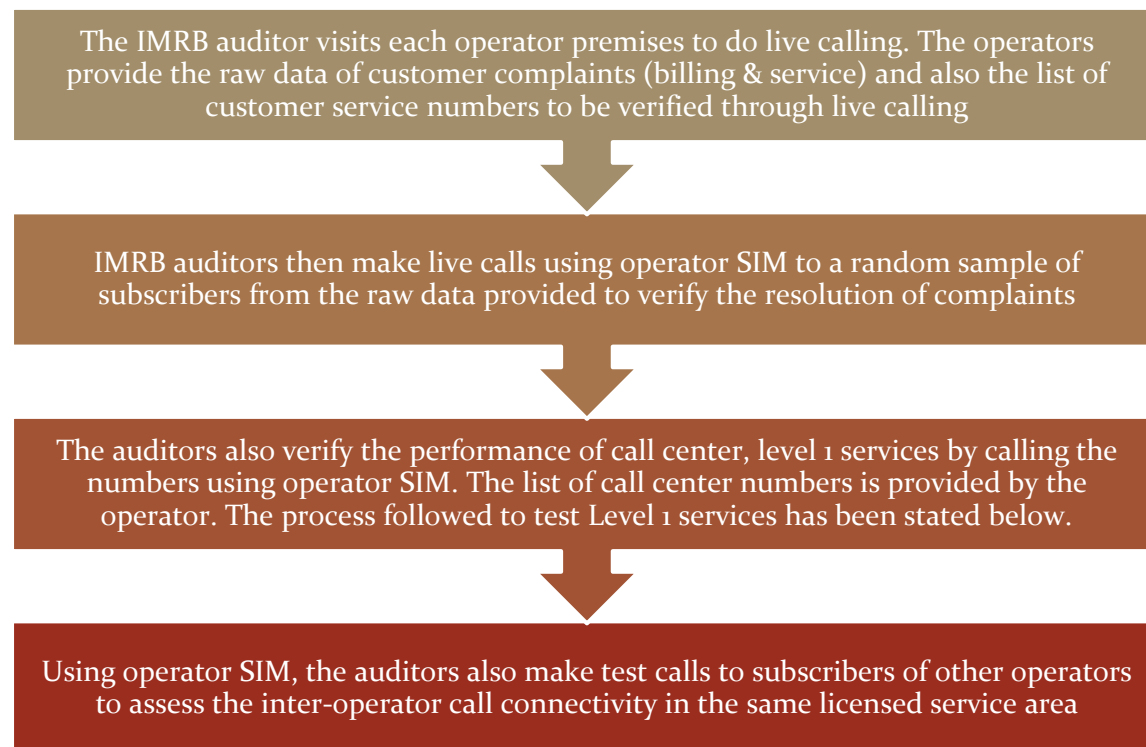 The IMRB auditor visits each operator premises to do live calling. The operators
provide the raw data of customer complaints (billing & service) and also the list of
customer service numbers to be verified through live calling
IMRB auditors then make live calls using operator SIM to a random sample of
subscribers from the raw data provided to verify the resolution of complaints
The auditors also verify the performance of call center, level 1 services by calling the
numbers using operator SIM. The list of call center numbers is provided by the
operator. The process followed to test Level 1 services has been stated below.
Using operator SIM, the auditors also make test calls to subscribers of other operators
to assess the inter-operator call connectivity in the same licensed service area